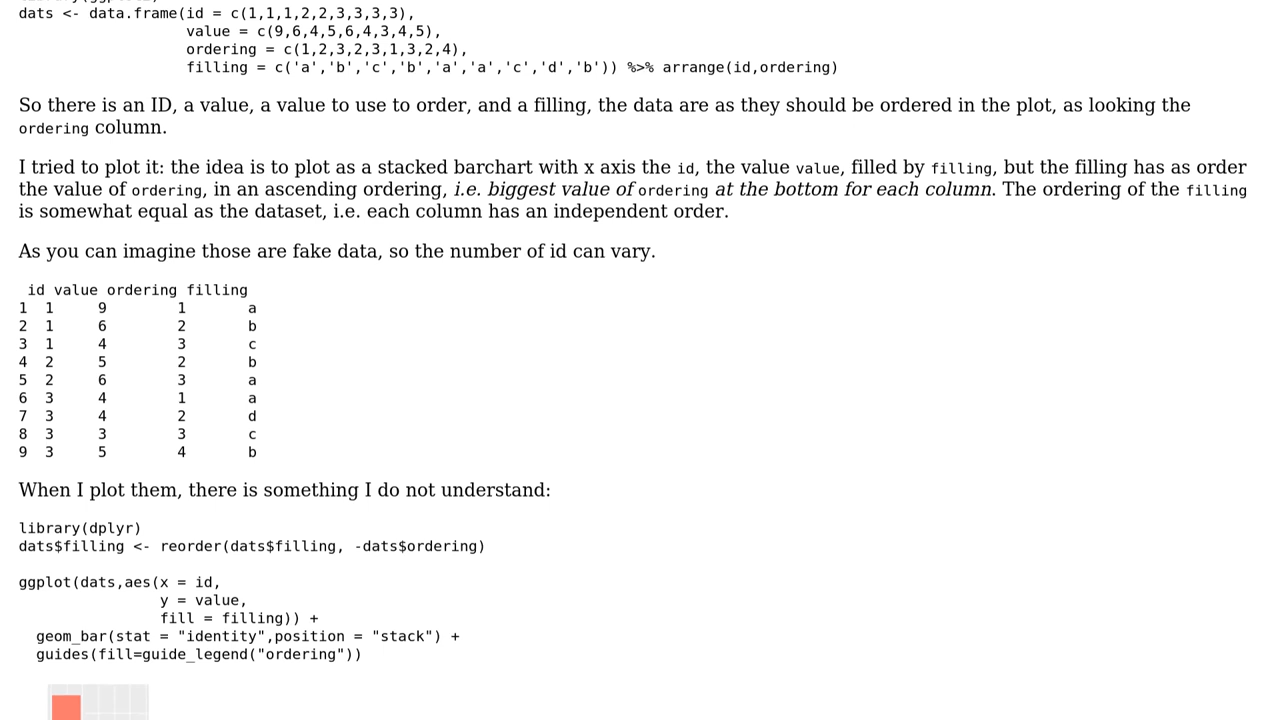 dats <- data.frame(id = c(1,1,1,2,2,3,3,3,3),
value = c(9,6,4,5,6,4,3,4,5),
ordering = c(1,2,3,2,3,1,3,2,4),
filling = c('a','b','c','b','a','a','c','d','b')) %>% arrange(id,ordering)
So there is an ID, a value, a value to use to order, and a filling, the data are as they should be ordered in the plot, as looking the
ordering column.
I tried to plot it: the idea is to plot as a stacked barchart with x axis the id, the value value, filled by filling, but the filling has as order
the value of ordering, in an ascending ordering, i.e. biggest value of ordering at the bottom for each column. The ordering of the filling
is somewhat equal as the dataset, i.e. each column has an independent order.
As you can imagine those are fake data, so the number of id can vary.
id value ordering filling
1 1 9 1 a
2 1 6 2 b
3 1 4 3 c
4 2 5 2 b
5 2 6 3 a
6 3 4 1 a
7 3 4 2 d
8 3 3 3 c
9 3 5 4 b
When I plot them, there is something I do not understand:
library(dplyr)
dats$filling <- reorder(dats$filling, -dats$ordering)
ggplot(dats,aes(x = id,
y = value,
fill = filling)) +
geom_bar(stat = "identity",position = "stack") +
guides(fill=guide_legend("ordering"))